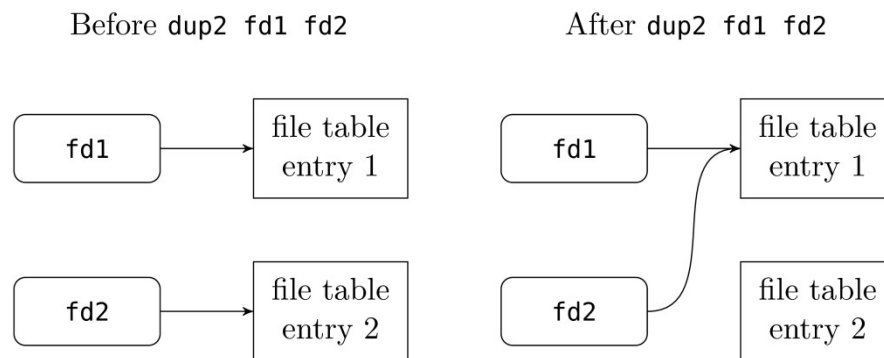 Before dup2 fd1 fd2
fd1
file table
entry 1
fd2
file table
entry 2
After dup2 fd1 fd2
fd1
file table
entry 1
fd2
file table
entry 2